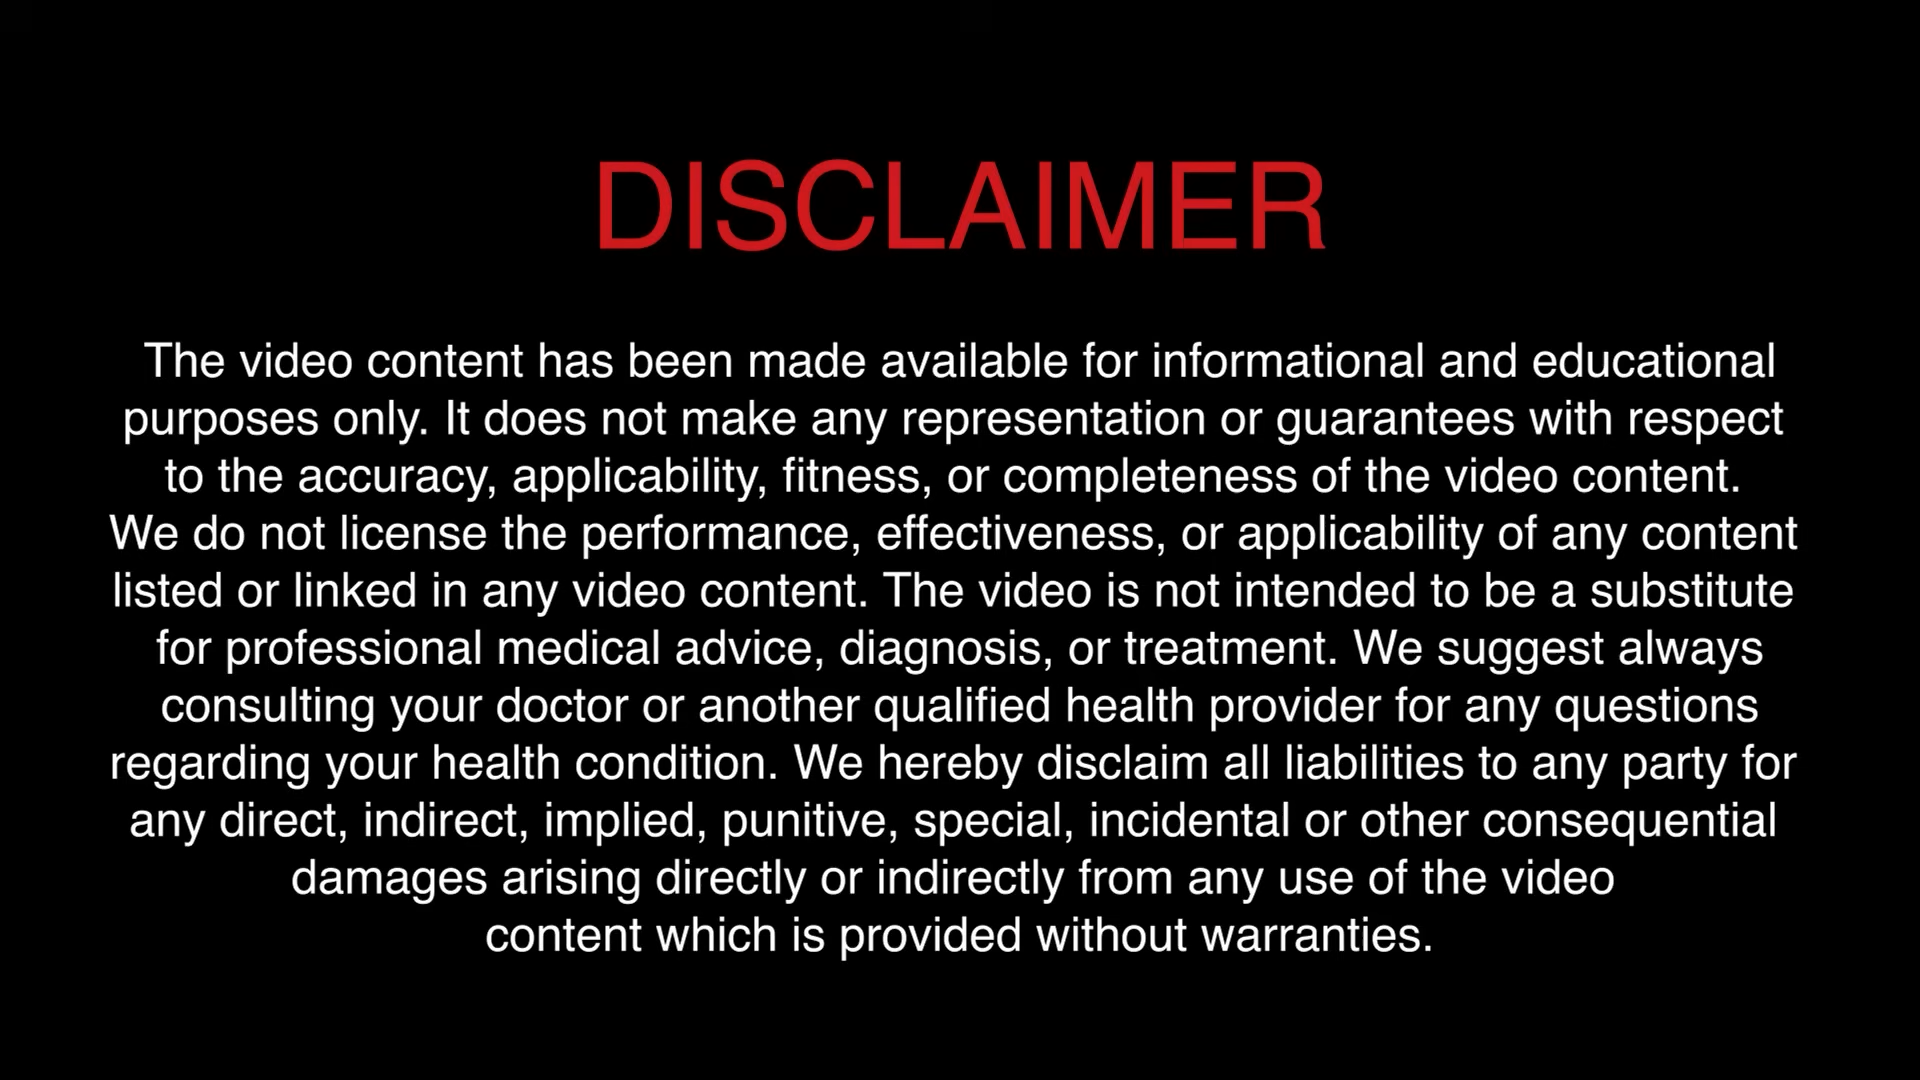 DISCLAIMER
The video content has been made available for informational and educational
purposes only. It does not make any representation or guarantees with respect
to the accuracy, applicability, fitness, or completeness of the video content.
We do not license the performance, effectiveness, or applicability of any content
listed or linked in any video content. The video is not intended to be a substitute
for professional medical advice, diagnosis, or treatment. We suggest always
consulting your doctor or another qualified health provider for any questions
regarding your health condition. We hereby disclaim all liabilities to any party for
any direct, indirect, implied, punitive, special, incidental or other consequential
damages arising directly or indirectly from any use of the video
content which is provided without warranties.